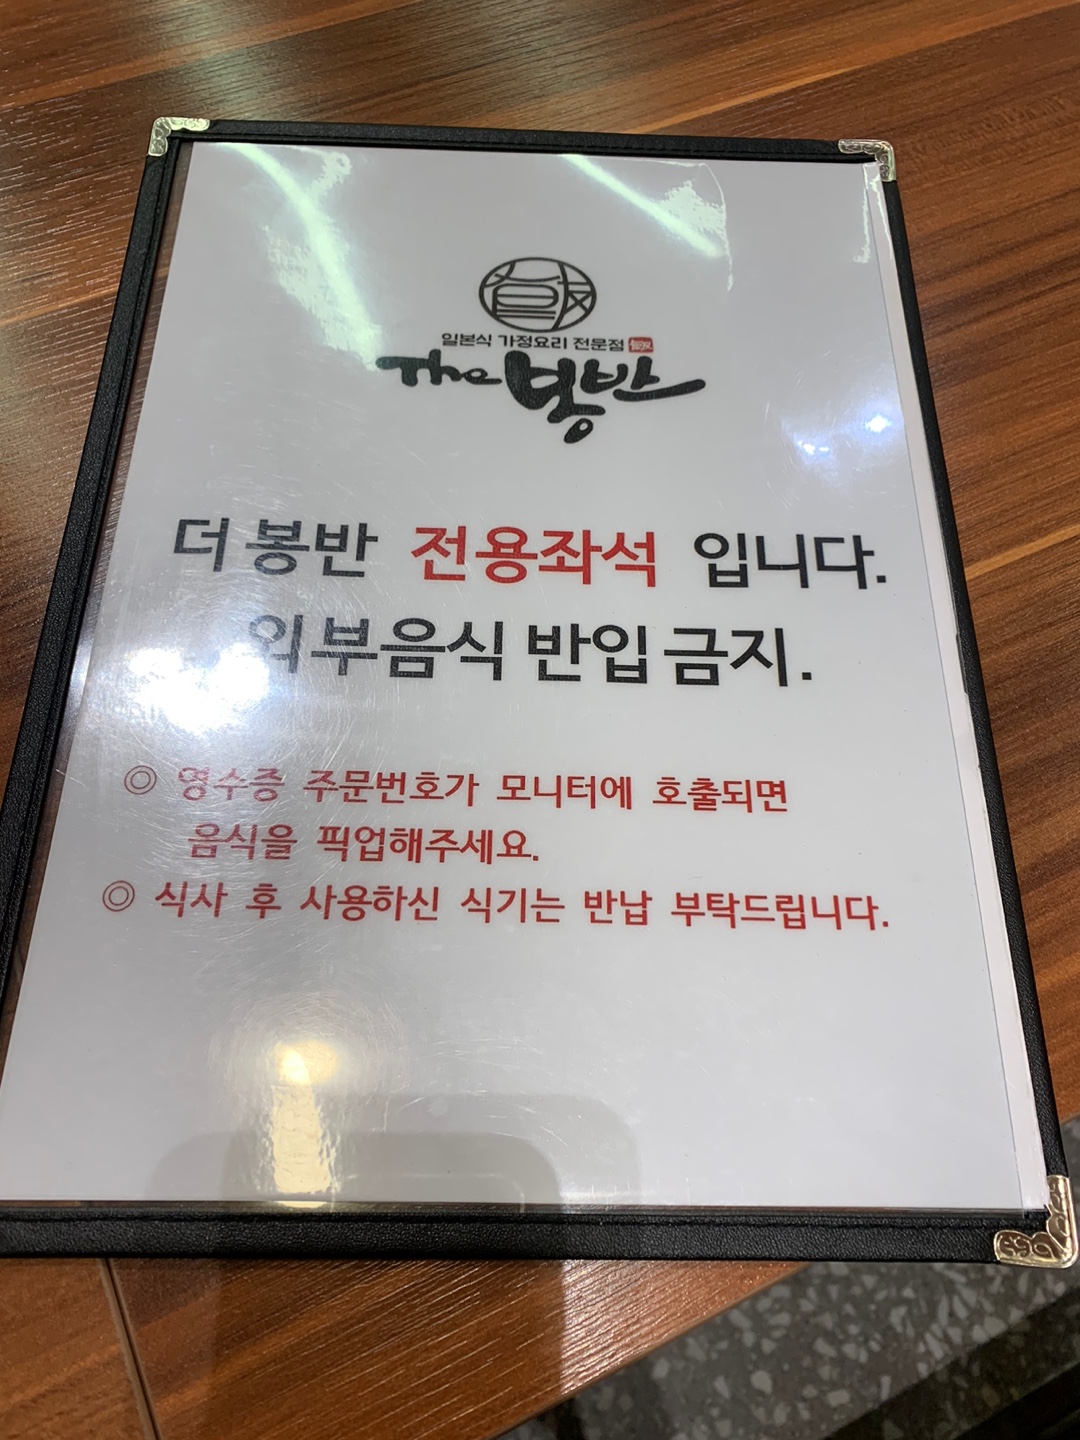 일본식 가정요리 전문점
The 봉반
더 봉반 전용좌석 입니다.
외부음식 반입 금지.
◎ 영수증 주문번호가 모니터에 호출되면
음식을 픽업해주세요.
◎ 식사 후 사용하신 식기는 반납 부탁드립니다.